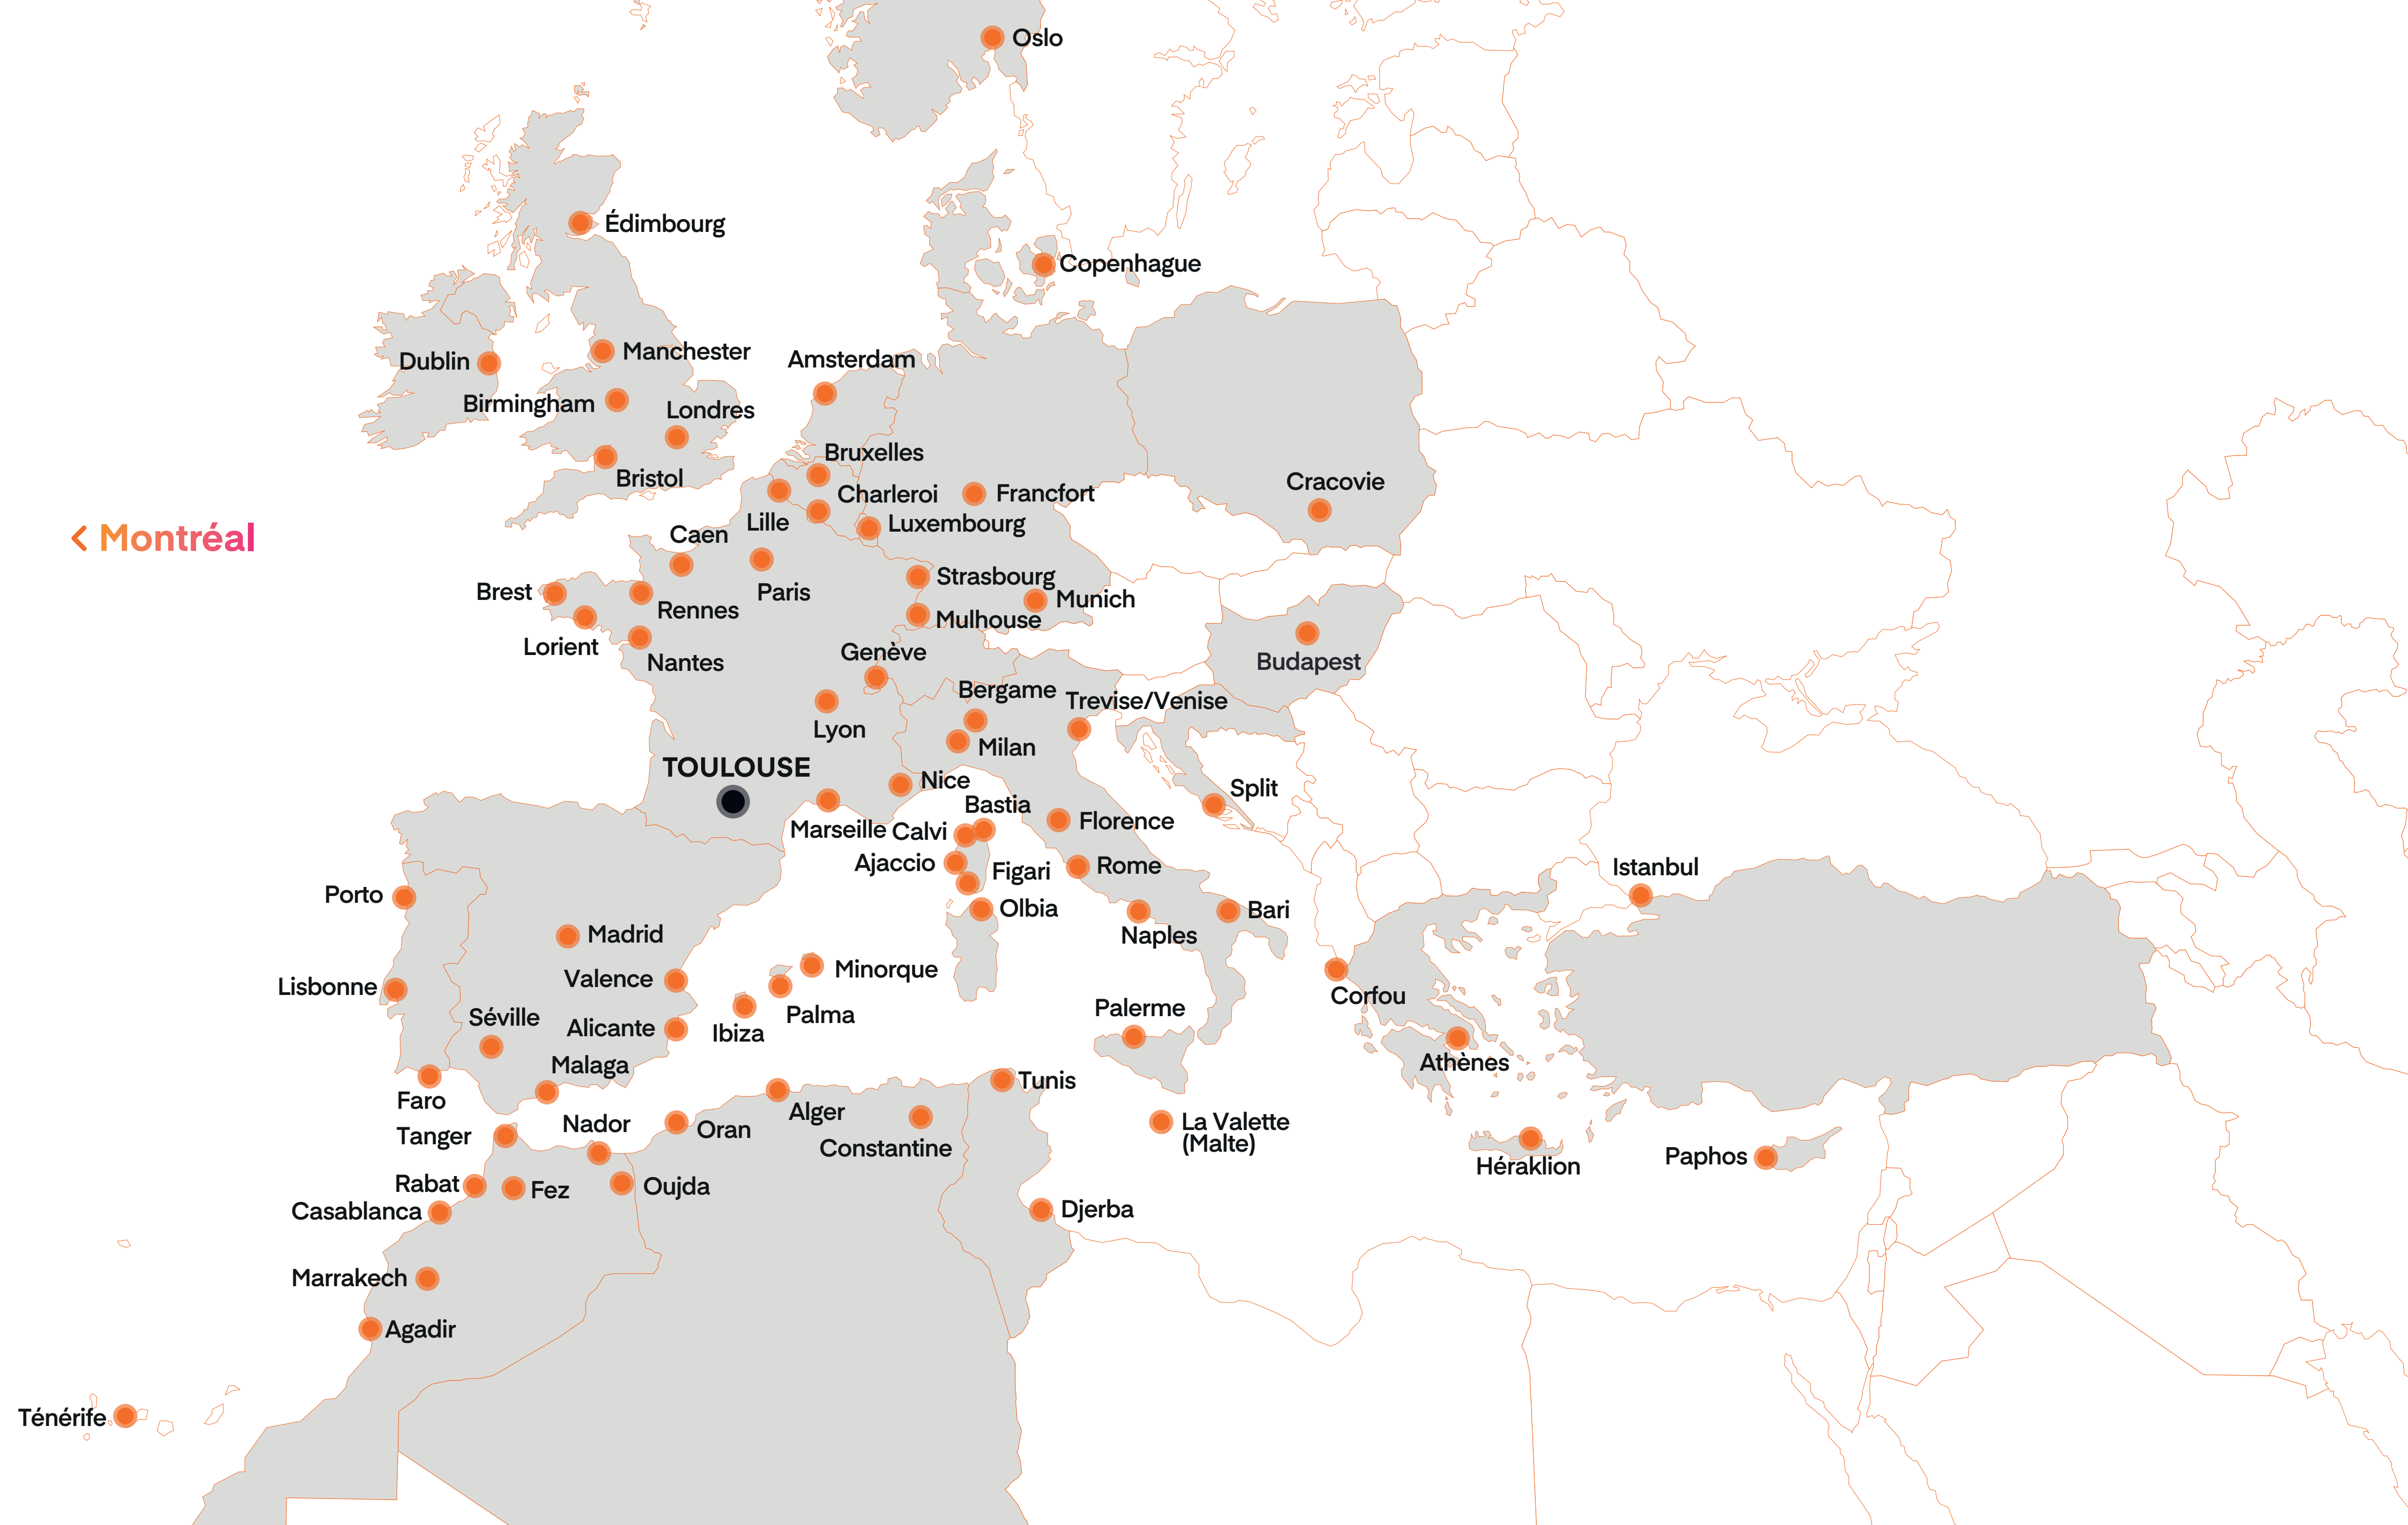 Oslo
Édimbourg
Copenhague
Manchester
Dublin
Amsterdam
Birmingham
Londres
Bruxelles
Bristol
Cracovie
Charleroi
Francfort
Lille
Luxembourg
Caen
< Montréal
Strasbourg
Brest
Paris
Munich
Rennes
Mulhouse
Lorient
Genève
Nantes
Budapest
Bergame
Trevise/Venise
Lyon
Milan
TOULOUSE
Nice
Split
Bastia
Marseille
Calvi
Florence
Ajaccio
Figari
Rome
Istanbul
Porto
Olbia
Bari
Madrid
Naples
Minorque
Valence
Lisbonne
Corfou
Palma
Palerme
Séville
Alicante
Ibiza
Malaga
Athènes
Tunis
Faro
Alger
Nador
La Valette
(Malte)
Oran
Tanger
Constantine
Paphos
Héraklion
Rabat
Fez
Oujda
Casablanca
Djerba
Marrakech
Agadir
Ténérife